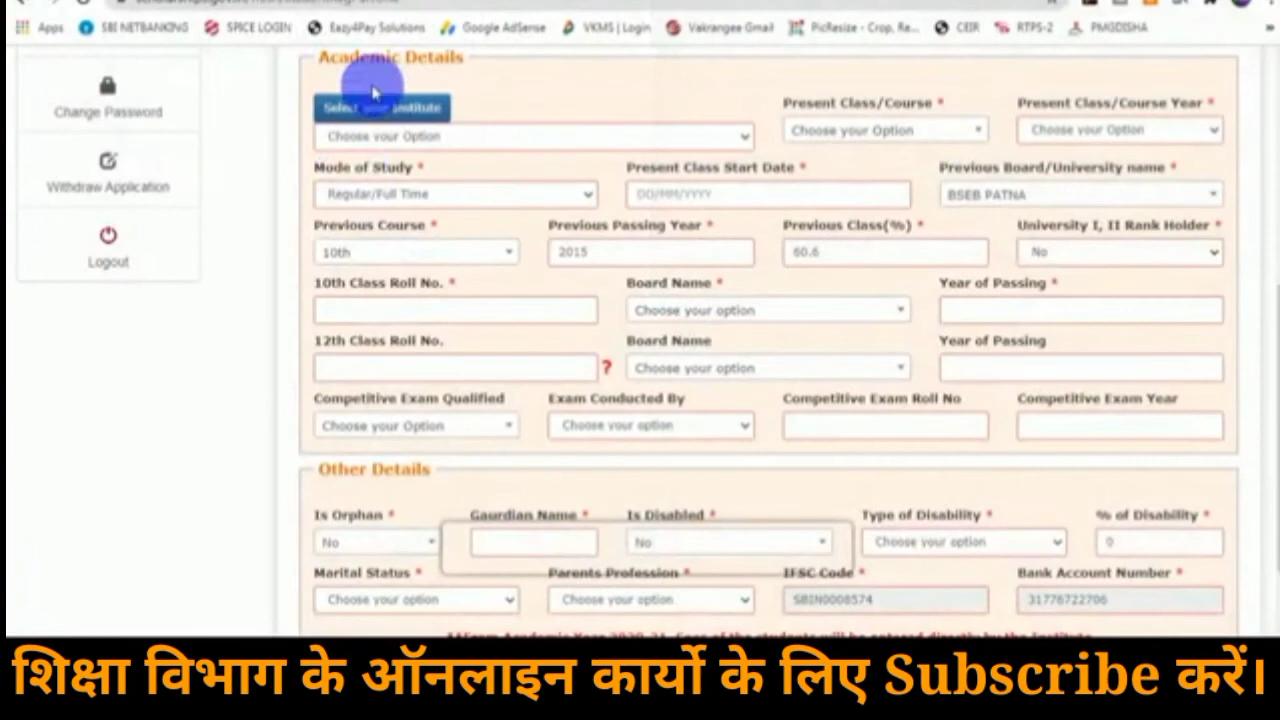 Apps SBI NETBANKING SPICE LOGIN Eazy4Pay Solutions Google AdSense VKMS | Login Vakrangee Gmail PicResize - Crop, Re... CEIR RTPS-2 PMGDISHA »
Academic Details
Change Password
Select your Institute
Present Class/Course *
Present Class/Course Year *
Choose your Option
Choose your Option
Choose your Option
Withdraw Application
Mode of Study *
Present Class Start Date *
Previous Board/University name *
Regular/Full Time
DD/MM/YYYY
BSEB PATNA
Logout
Previous Course *
Previous Passing Year *
Previous Class(%) *
University I, II Rank Holder *
10th
2015
60.6
No
10th Class Roll No. *
Board Name *
Year of Passing *
Choose your option
12th Class Roll No.
Board Name
Year of Passing
?
Choose your option
Competitive Exam Qualified
Exam Conducted By
Competitive Exam Roll No
Competitive Exam Year
Choose your Option
Choose your option
Other Details
Is Orphan *
Gaurdian Name *
Is Disabled *
Type of Disability *
% of Disability *
No
No
Choose your option
0
Marital Status *
Parents Profession *
IFSC Code *
Bank Account Number *
Choose your option
Choose your option
SBIN0008574
31776722706
शिक्षा विभाग के ऑनलाइन कार्यो के लिए Subscribe करें।